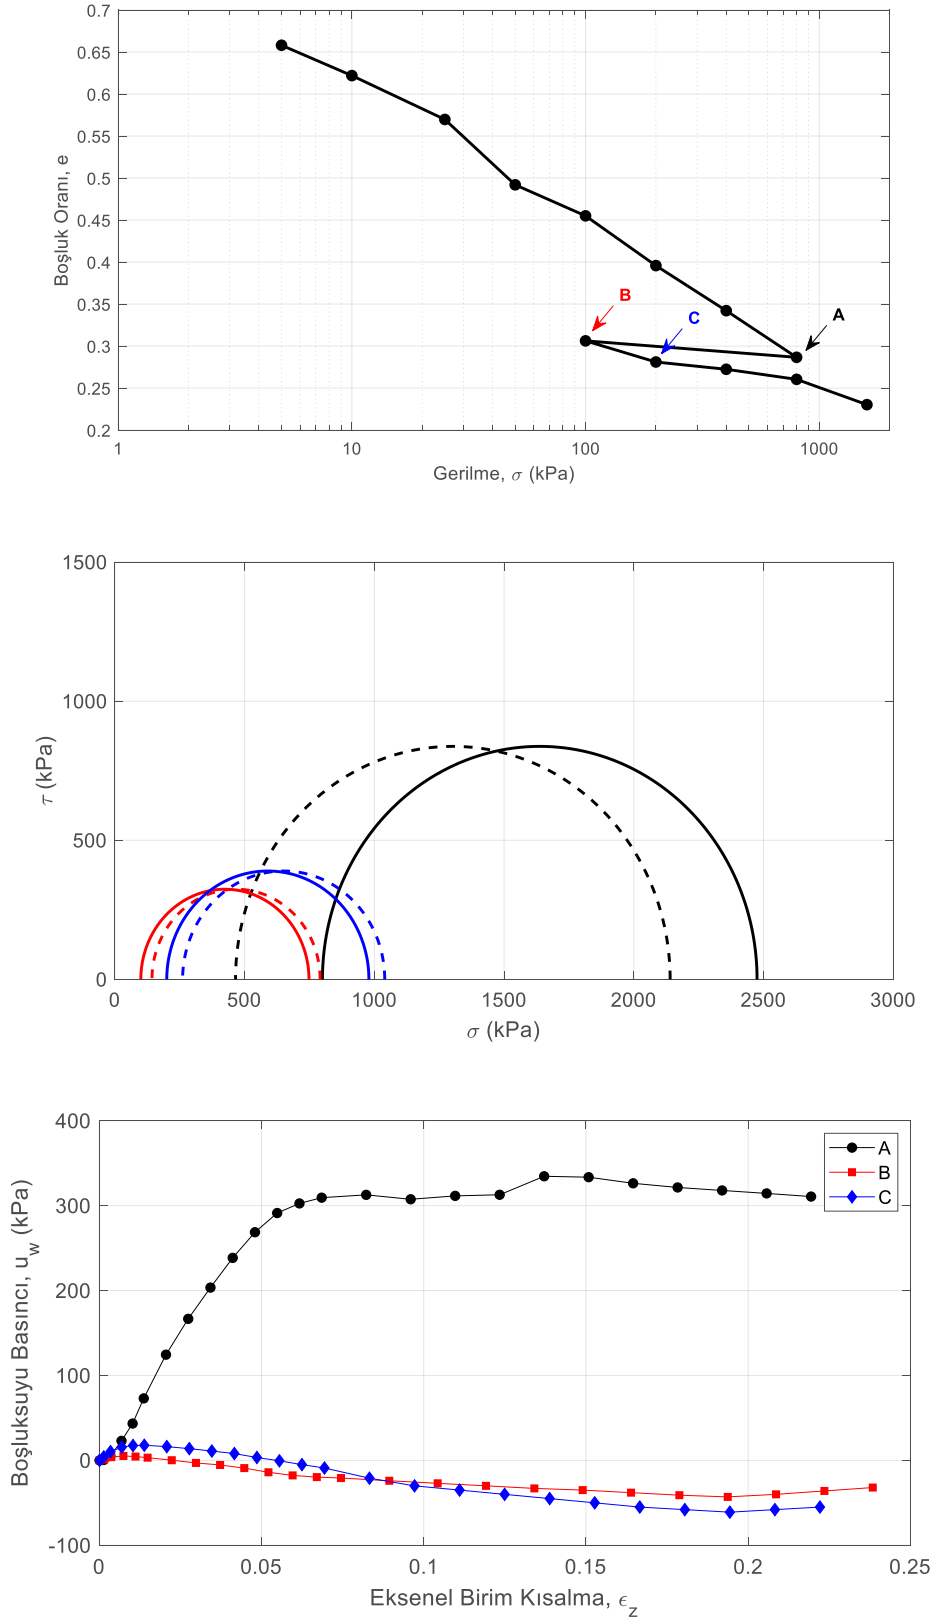 0.7
0.65
0.6
0.55
0.5
0.45
0.4
0.35
0.3
0.25
0.2
Boşluk Oranı, e
B
C
A
1 10 100 1000
Gerilme, σ (kPa)
1500
1000
500
0
τ (kPa)
0 500 1000 1500 2000 2500 3000
σ (kPa)
400
300
200
100
0
-100
Boşluksuyu Basıncı, u_w (kPa)
A
B
C
0 0.05 0.1 0.15 0.2 0.25
Eksenel Birim Kısalma, ϵ_z